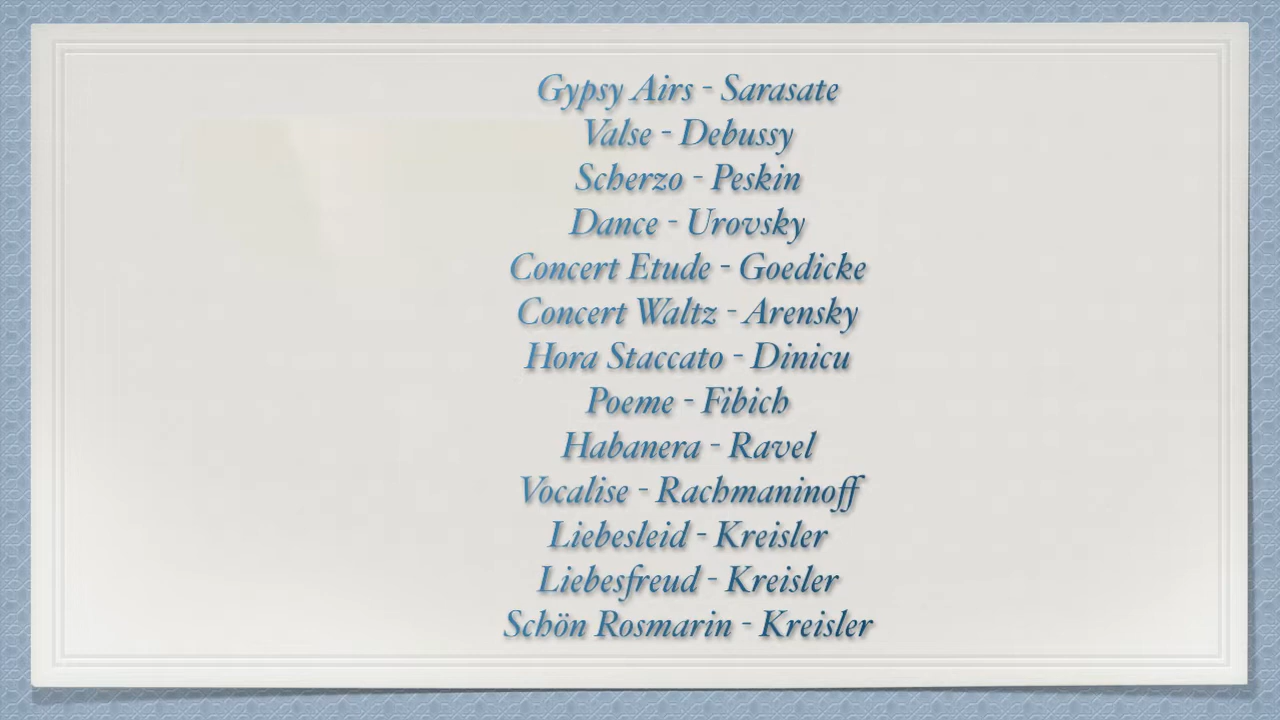 Gypsy Airs - Sarasate
Valse - Debussy
Scherzo - Peskin
Dance - Urovsky
Concert Etude - Goedicke
Concert Waltz - Arensky
Hora Staccato - Dinicu
Poeme - Fibich
Habanera - Ravel
Vocalise - Rachmaninoff
Liebesleid - Kreisler
Liebesfreud - Kreisler
Schön Rosmarin - Kreisler